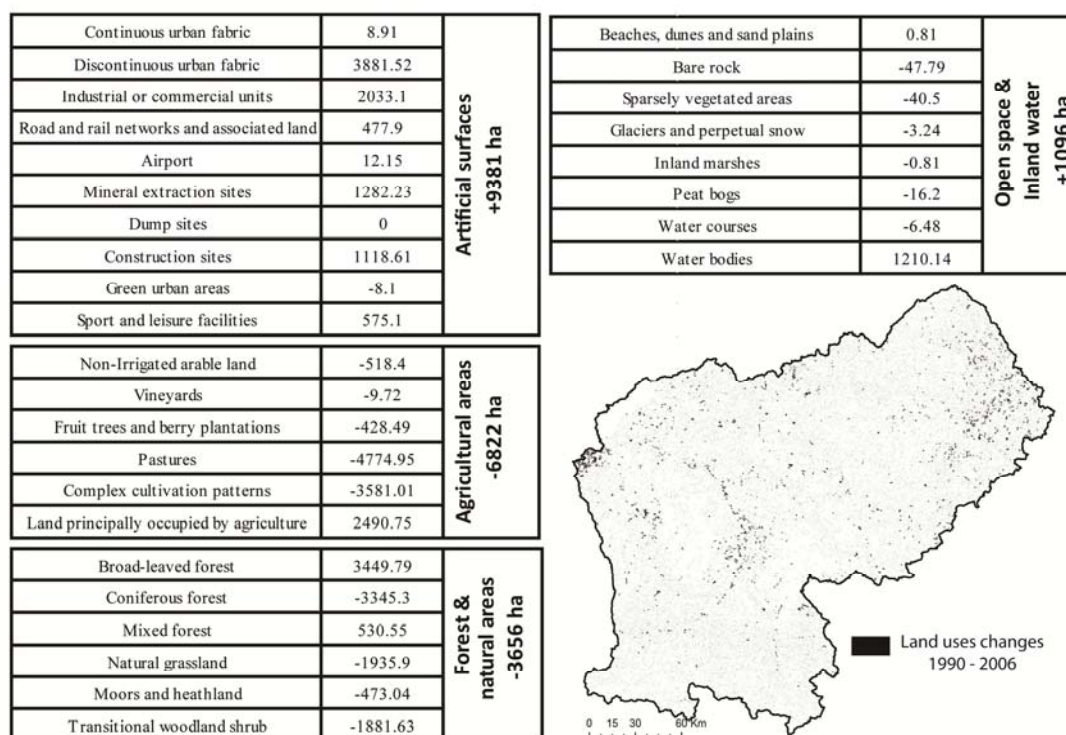 Continuous urban fabric 8.91
Discontinuous urban fabric 3881.52
Industrial or commercial units 2033.1
Road and rail networks and associated land 477.9
Airport 12.15
Mineral extraction sites 1282.23
Dump sites 0
Construction sites 1118.61
Green urban areas -8.1
Sport and leisure facilities 575.1
Artificial surfaces
+9381 ha
Non-Irrigated arable land -518.4
Vineyards -9.72
Fruit trees and berry plantations -428.49
Pastures -4774.95
Complex cultivation patterns -3581.01
Land principally occupied by agriculture 2490.75
Agricultural areas
-6822 ha
Broad-leaved forest 3449.79
Coniferous forest -3345.3
Mixed forest 530.55
Natural grassland -1935.9
Moors and heathland -473.04
Transitional woodland shrub -1881.63
Forest &
natural areas
-3656 ha
Beaches, dunes and sand plains 0.81
Bare rock -47.79
Sparsely vegetated areas -40.5
Glaciers and perpetual snow -3.24
Inland marshes -0.81
Peat bogs -16.2
Water courses -6.48
Water bodies 1210.14
Open space &
Inland water
+1096 ha
Land uses changes
1990 - 2006
0 15 30 60 Km